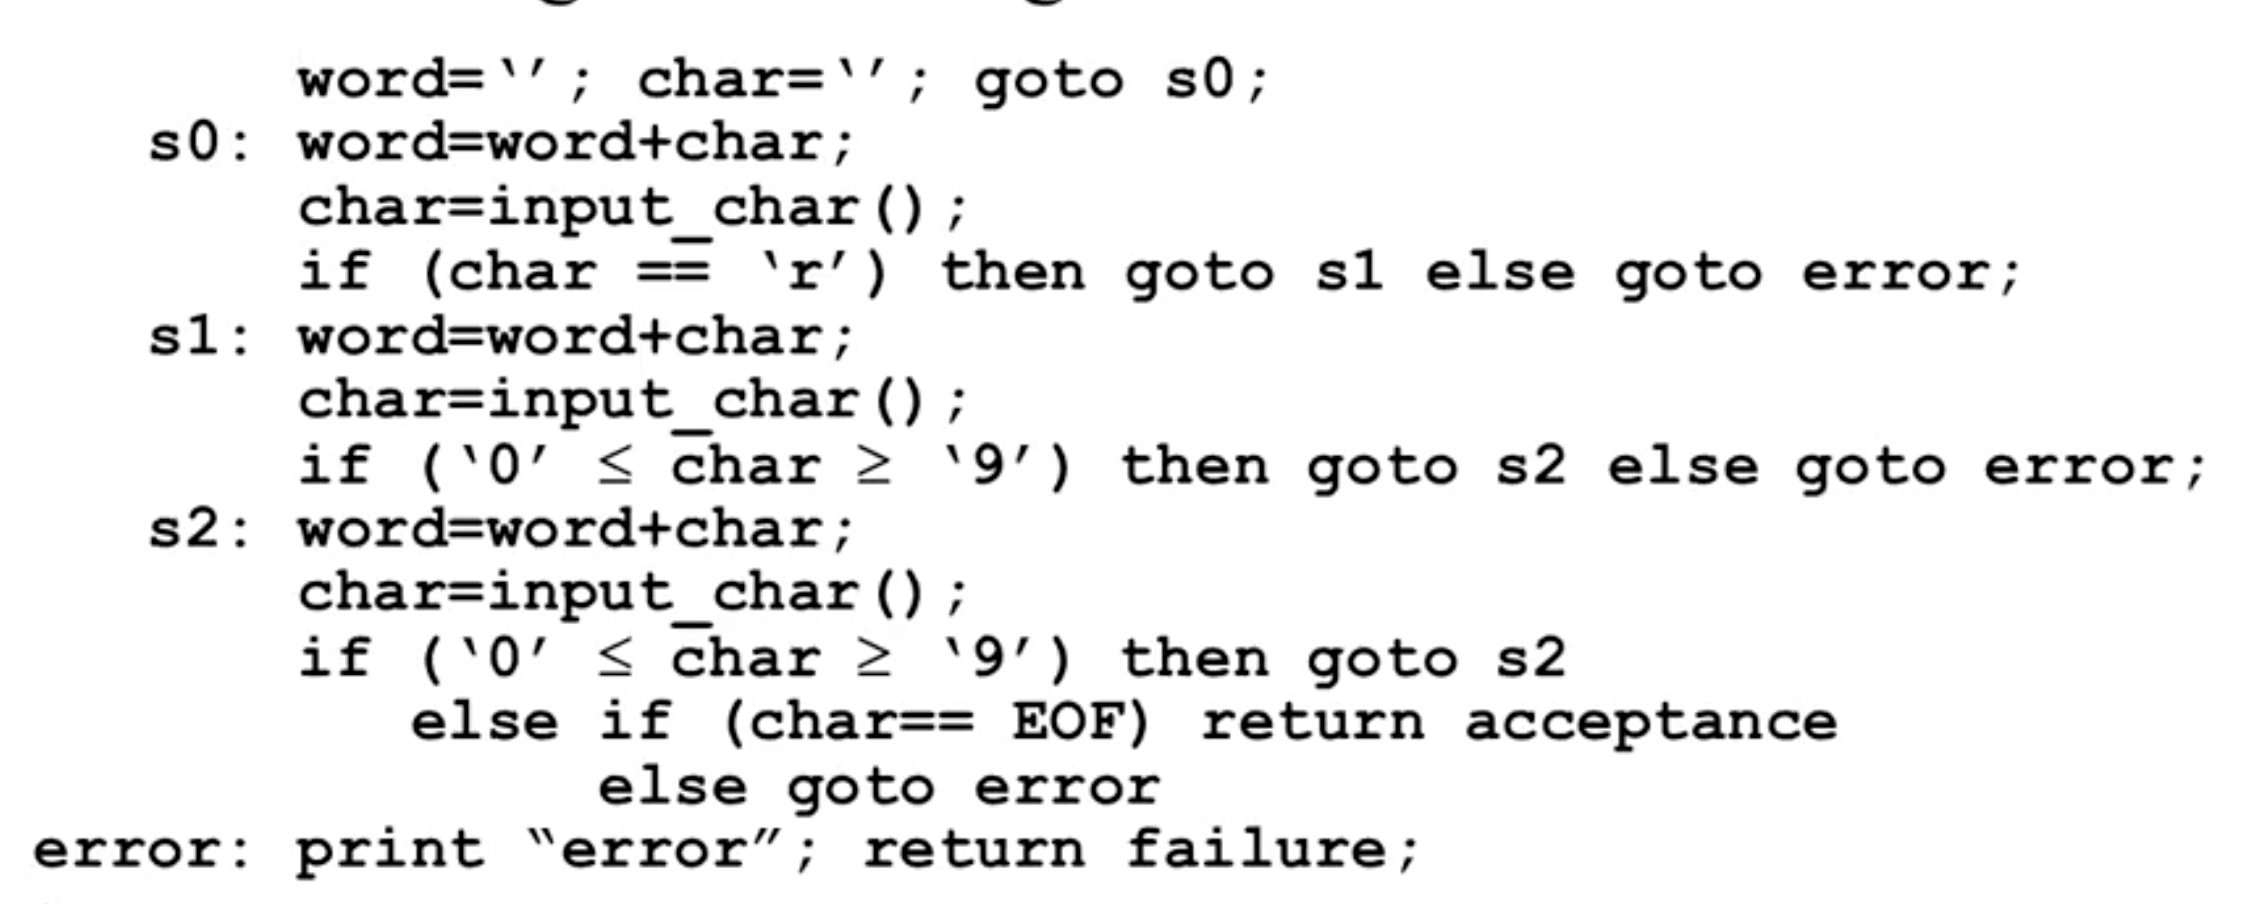 word=‘’; char=‘’; goto s0;
s0: word=word+char;
char=input_char();
if (char == ‘r’) then goto s1 else goto error;
s1: word=word+char;
char=input_char();
if (‘0’ ≤ char ≥ ‘9’) then goto s2 else goto error;
s2: word=word+char;
char=input_char();
if (‘0’ ≤ char ≥ ‘9’) then goto s2
else if (char== EOF) return acceptance
else goto error
error: print “error”; return failure;